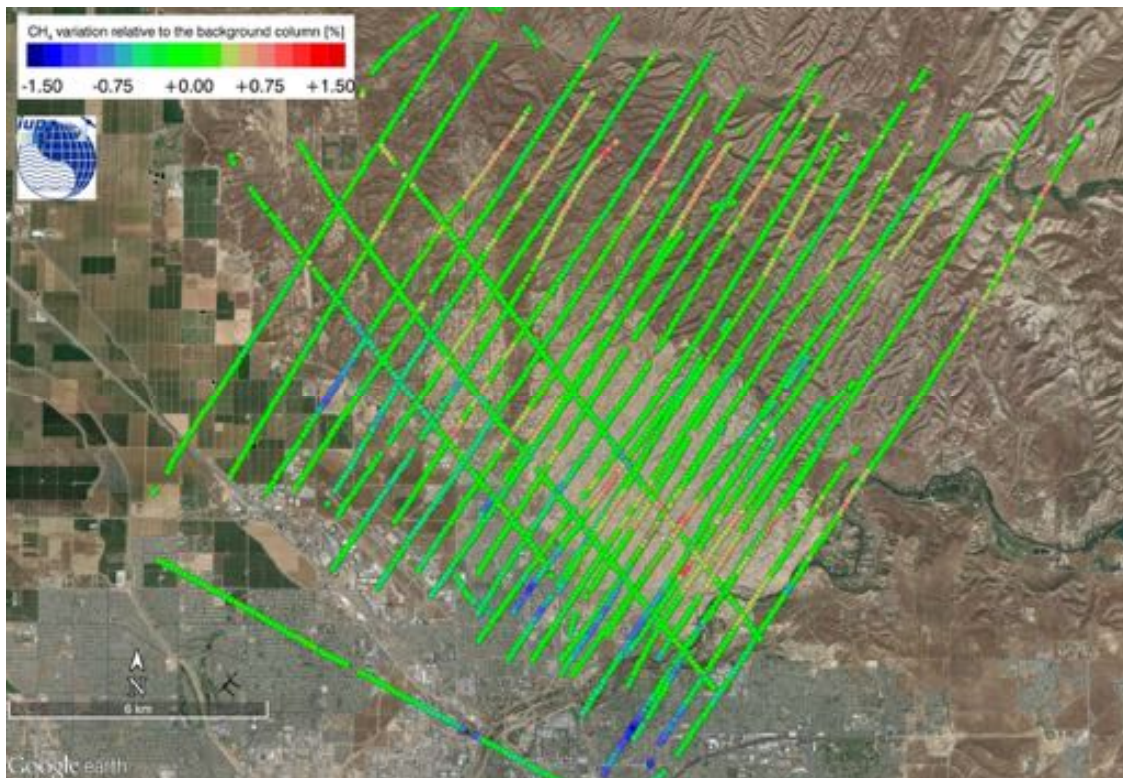 CH₄ variation relative to the background column [%]
-1.50 -0.75 +0.00 +0.75 +1.50
iup
N
6 km
Google earth